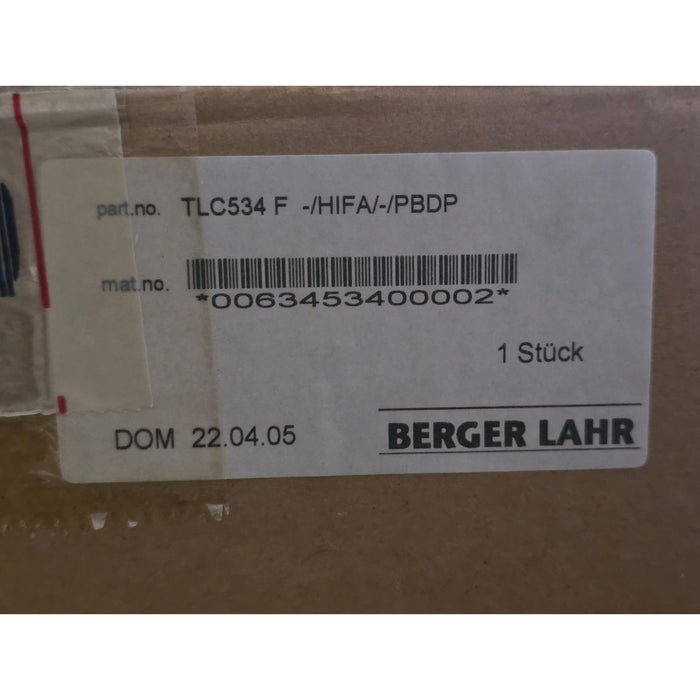 part.no. TLC534 F -/HIFA/-/PBDP
mat.no.
*0063453400002*
1 Stück
DOM 22.04.05
BERGER LAHR